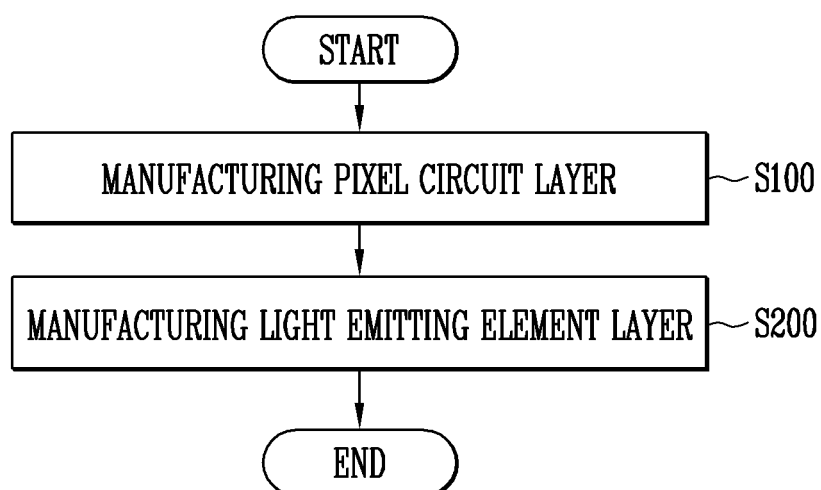 START
MANUFACTURING PIXEL CIRCUIT LAYER
S100
MANUFACTURING LIGHT EMITTING ELEMENT LAYER
S200
END